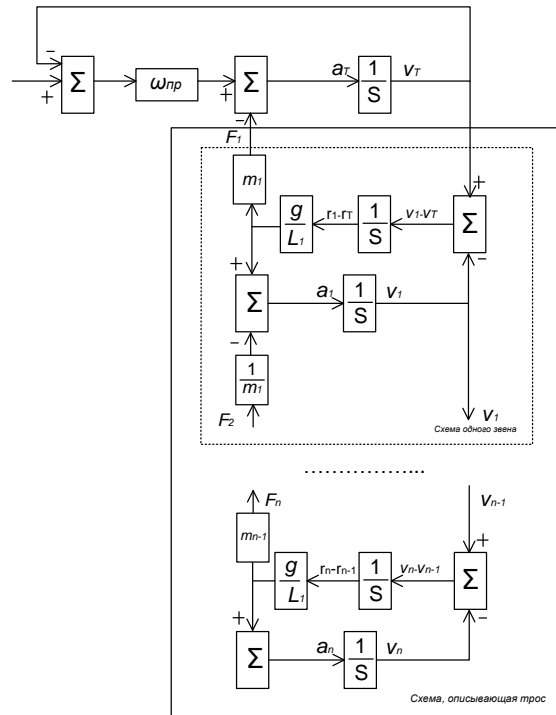 −
+
Σ
ωпр
+
Σ
−
aT
1
S
vT
F1
m1
g
L1
r1-rT
1
S
v1-vT
+
Σ
−
+
Σ
−
a1
1
S
v1
1
m1
F2
v1
Схема одного звена
.....................
Fn
mn-1
g
L1
rn-rn-1
1
S
vn-vn-1
vn-1
+
Σ
−
+
Σ
an
1
S
vn
Схема, описывающая трос